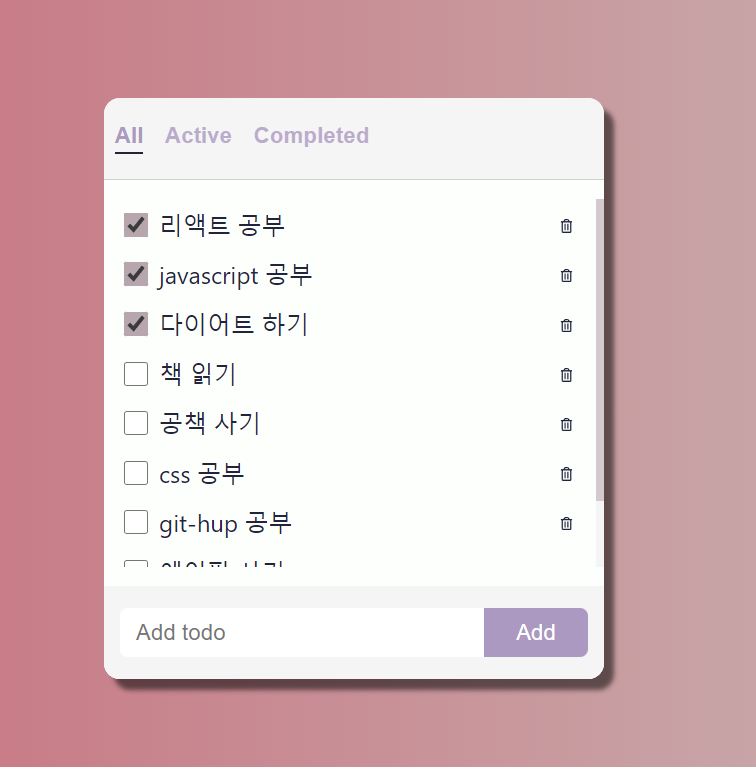 All Active Completed
리액트 공부
javascript 공부
다이어트 하기
책 읽기
공책 사기
css 공부
git-hup 공부
Add todo Add